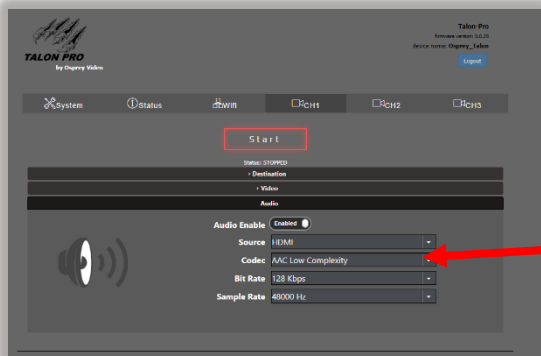 TALON PRO
by Osprey Video
Talon-Pro
firmware version: 3.0.28
device name: Osprey_Talon
Logout
System
Status
Wifi
CH1
CH2
CH3
Start
Status: STOPPED
› Destination
› Video
Audio
Audio Enable Enabled
Source HDMI
Codec AAC Low Complexity
Bit Rate 128 Kbps
Sample Rate 48000 Hz